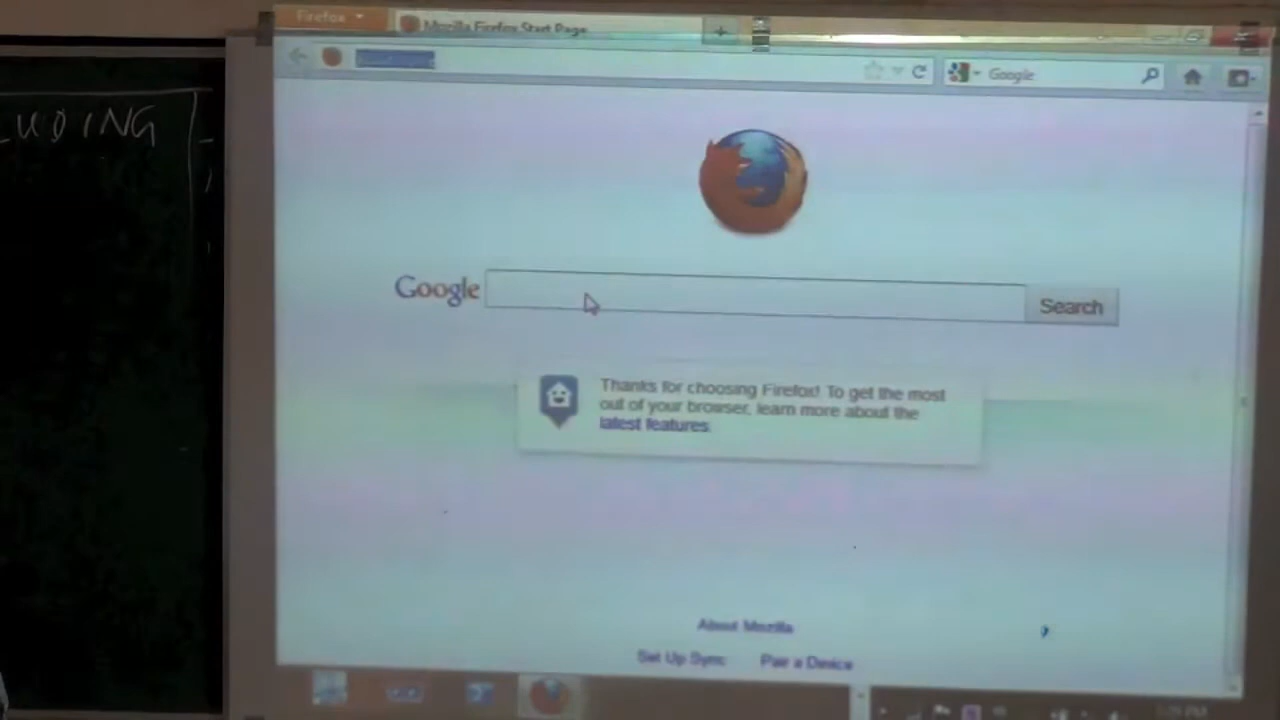 Firefox
Mozilla Firefox Start Page
Google
UDING
Google
Search
Thanks for choosing Firefox! To get the most
out of your browser, learn more about the
latest features
About Mozilla
Set Up Sync
Pair a Device